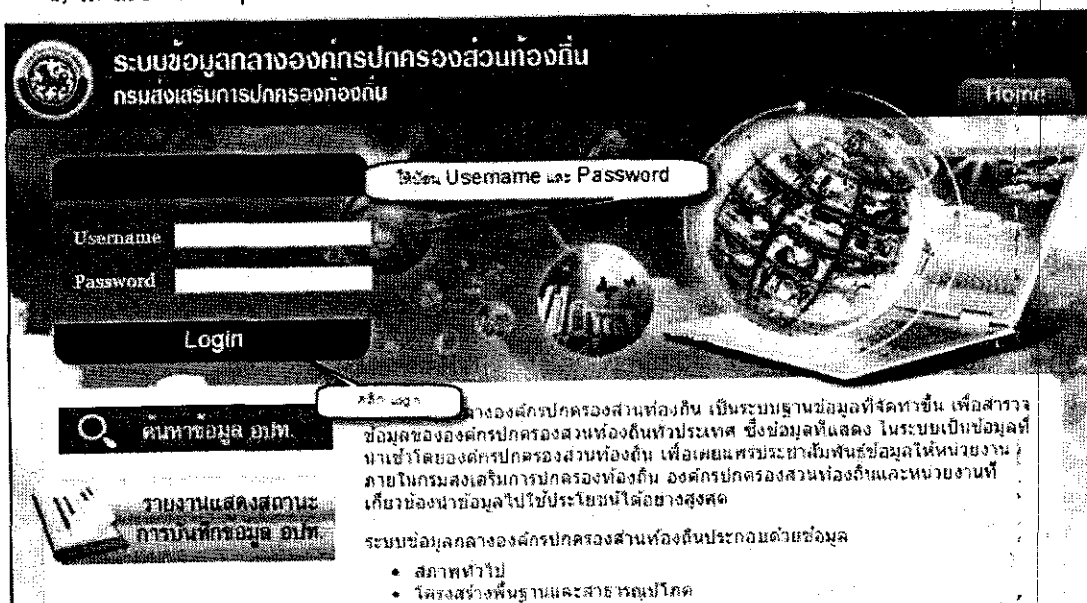 ระบบข้อมูลกลางองค์กรปกครองส่วนท้องถิ่น
กรมส่งเสริมการปกครองท้องถิ่น
Home
ให้ป้อน Username และ Password
Username
Password
Login
คลิก Login
ค้นหาข้อมูล อปท.
รายงานแสดงสถานะ
การบันทึกข้อมูล อปท.
กลางองค์กรปกครองส่วนท้องถิ่น เป็นระบบฐานข้อมูลที่จัดทำขึ้น เพื่อสำรวจ
ข้อมูลขององค์กรปกครองส่วนท้องถิ่นทั่วประเทศ ซึ่งข้อมูลที่แสดง ในระบบเป็นข้อมูลที่
นำเข้าโดยองค์กรปกครองส่วนท้องถิ่น เพื่อเผยแพร่ประชาสัมพันธ์ข้อมูลให้หน่วยงาน
ภายในกรมส่งเสริมการปกครองท้องถิ่น องค์กรปกครองส่วนท้องถิ่นและหน่วยงานที่
เกี่ยวข้องนำข้อมูลไปใช้ประโยชน์ได้อย่างสูงสุด
ระบบข้อมูลกลางองค์กรปกครองส่วนท้องถิ่นประกอบด้วยข้อมูล
• สภาพทั่วไป
• โครงสร้างพื้นฐานและสาธารณูปโภค